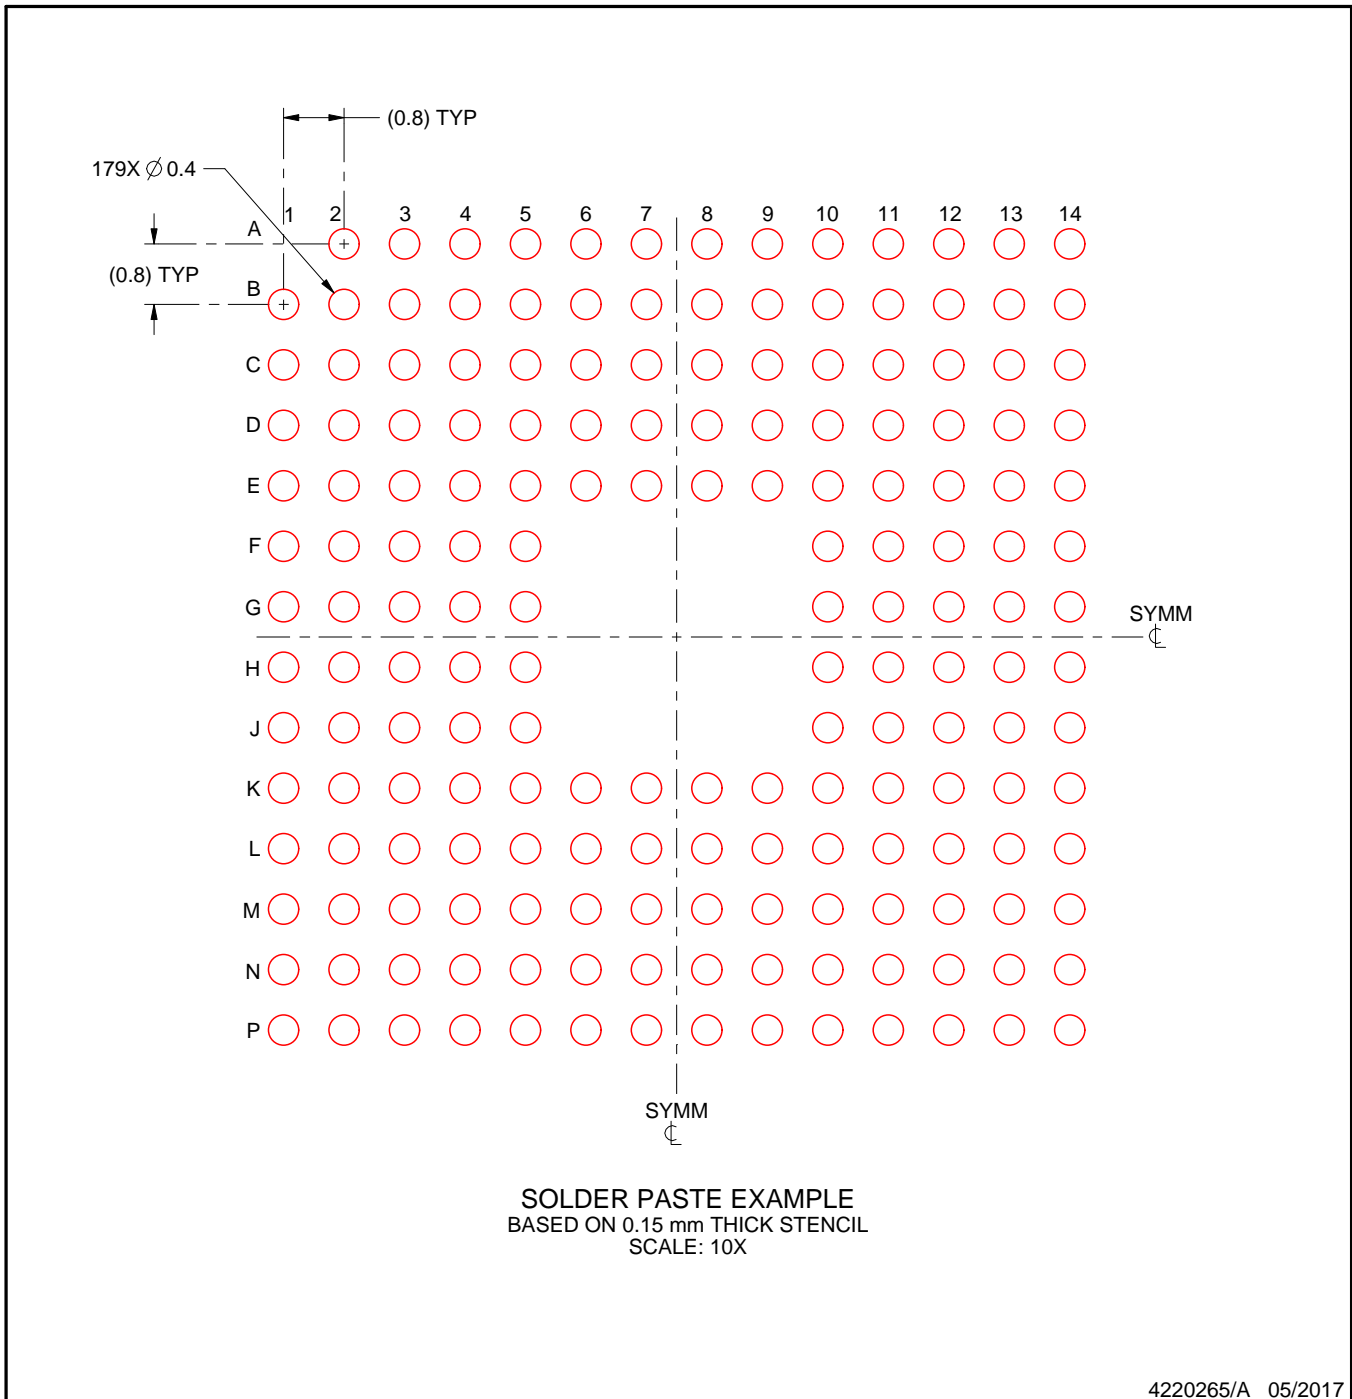 (0.8) TYP
179X ∅ 0.4
1 2 3 4 5 6 7 8 9 10 11 12 13 14
A
(0.8) TYP
B
C
D
E
F
G
SYMM
℄
H
J
K
L
M
N
P
SYMM
℄
SOLDER PASTE EXAMPLE
BASED ON 0.15 mm THICK STENCIL
SCALE: 10X
4220265/A 05/2017